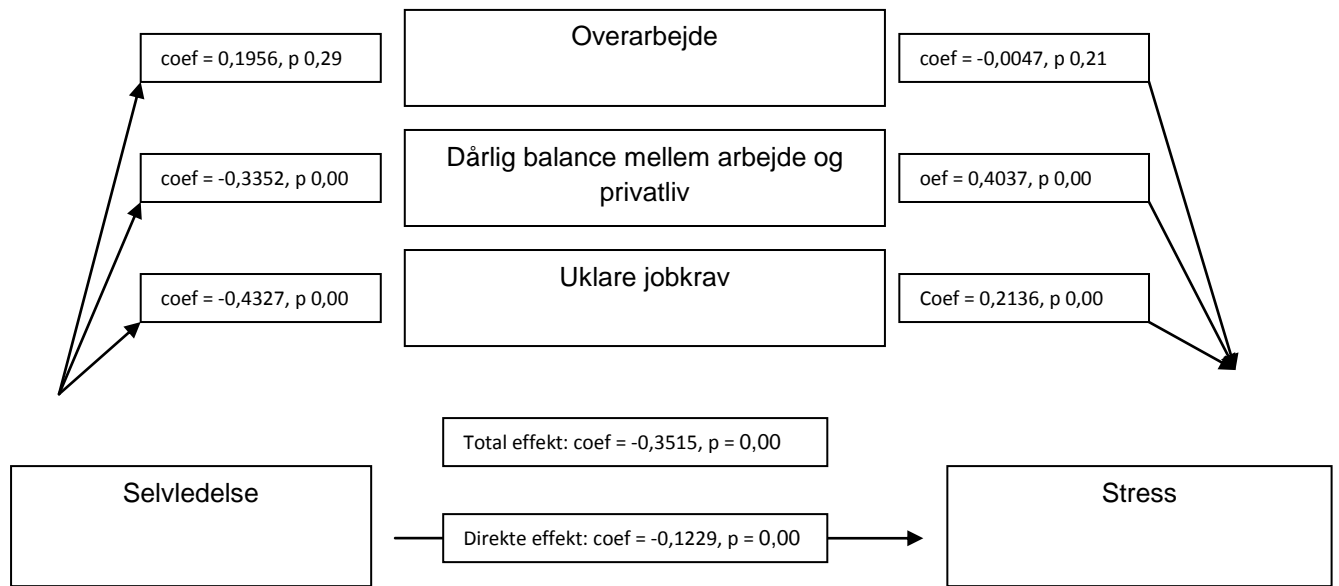 Overarbejde
coef = 0,1956, p 0,29
coef = -0,0047, p 0,21
Dårlig balance mellem arbejde og
privatliv
coef = -0,3352, p 0,00
oef = 0,4037, p 0,00
Uklare jobkrav
coef = -0,4327, p 0,00
Coef = 0,2136, p 0,00
Total effekt: coef = -0,3515, p = 0,00
Selvledelse
Stress
Direkte effekt: coef = -0,1229, p = 0,00